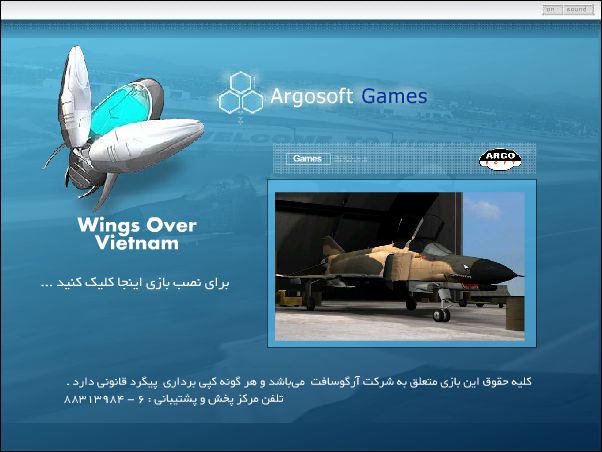 on sound
Argosoft Games
Games
ARGO
SOFT
Wings Over
Vietnam
برای نصب بازی اینجا کلیک کنید ...
کلیه حقوق این بازی متعلق به شرکت آرگوسافت می‌باشد و هر گونه کپی برداری پیگرد قانونی دارد .
تلفن مرکز پخش و پشتیبانی : ۶ - ۸۸۳۱۳۹۸۴